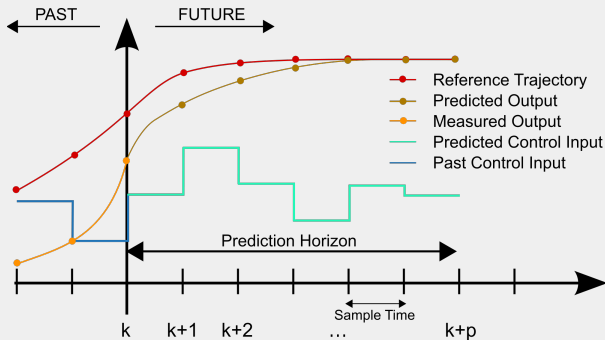 PAST
FUTURE
Reference Trajectory
Predicted Output
Measured Output
Predicted Control Input
Past Control Input
Prediction Horizon
Sample Time
k
k+1
k+2
...
k+p